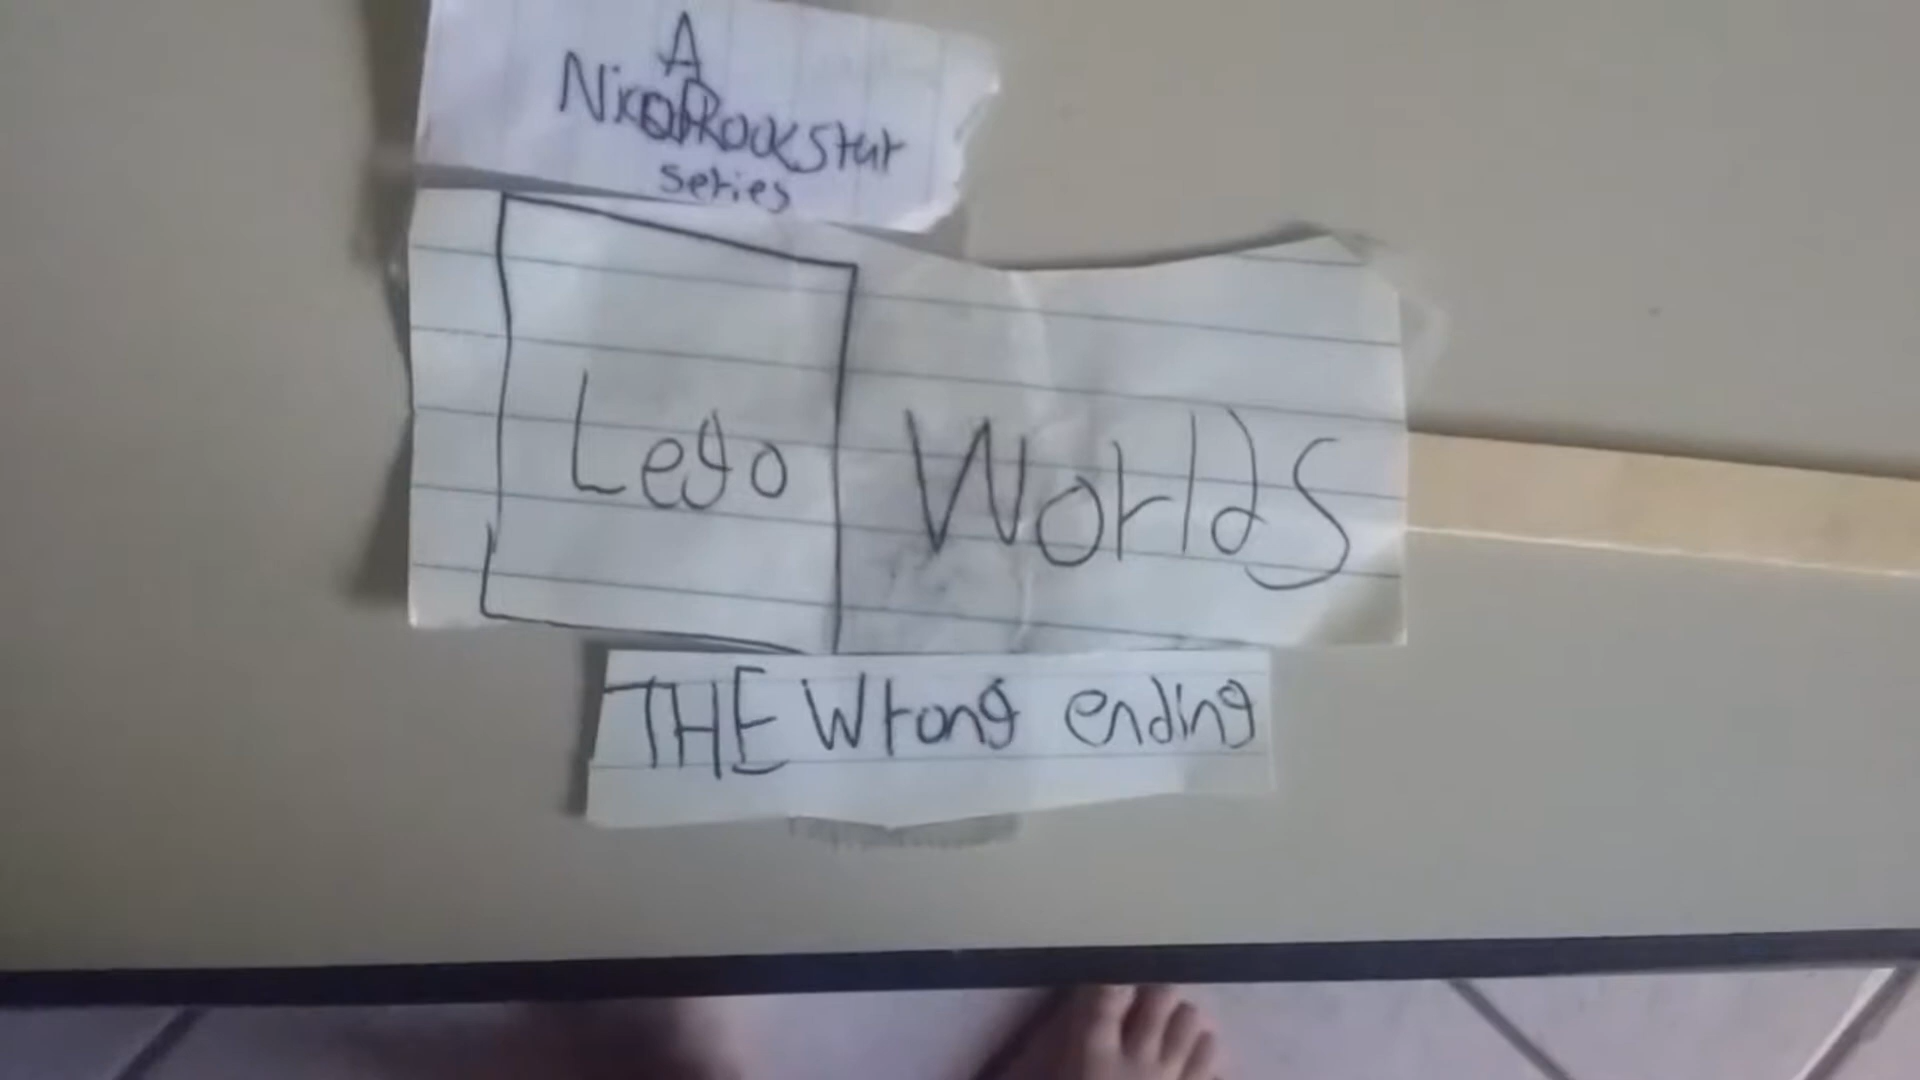 A
NicoRockstar
series
Lego Worlds
THE Wrong ending